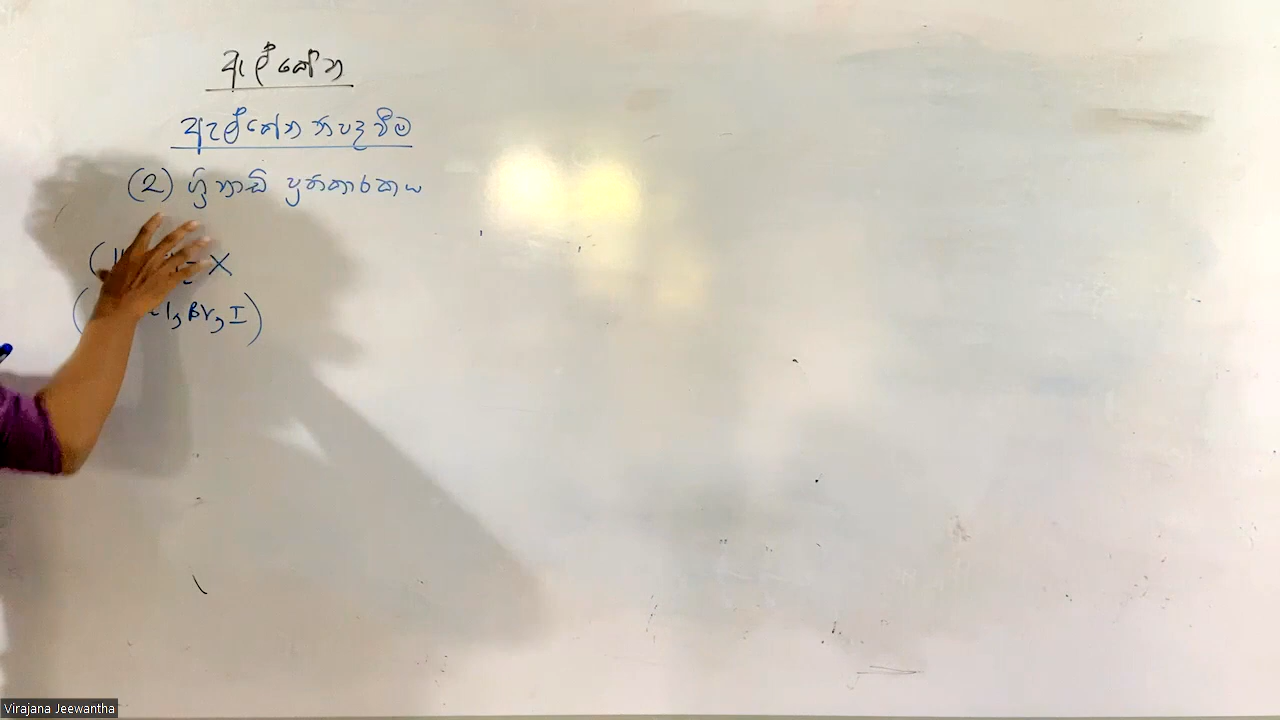 ඇල්කේන
ඇල්කේන නිපදවීම
(2) ග්‍රිනාඩ් ප්‍රතිකාරකය
X
l, Br, I)
Virajana Jeewantha